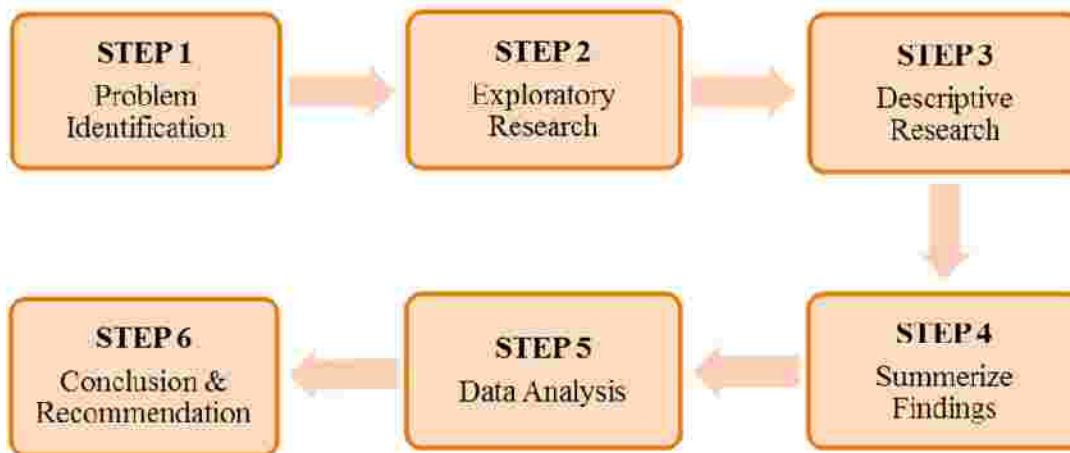 STEP 1
Problem
Identification
STEP 2
Exploratory
Research
STEP 3
Descriptive
Research
STEP 4
Summerize
Findings
STEP 5
Data Analysis
STEP 6
Conclusion &
Recommendation